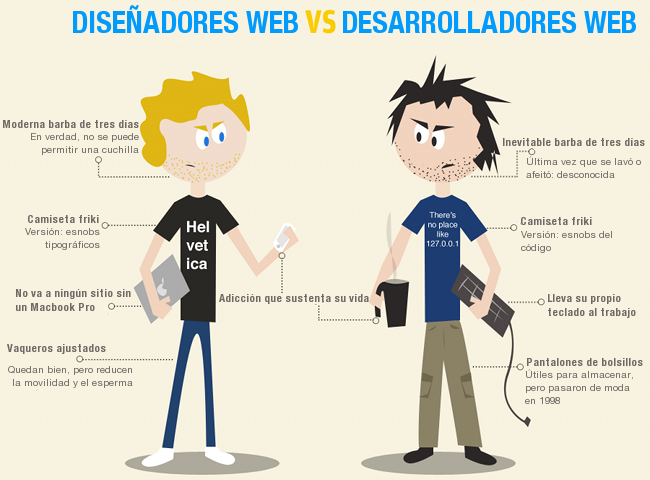 DISEÑADORES WEB VS DESARROLLADORES WEB
Moderna barba de tres dias
En verdad, no se puede
permitir una cuchilla
Camiseta friki
Versión: esnobs
tipográficos
No va a ningún sitio sin
un Macbook Pro
Vaqueros ajustados
Quedan bien, pero reducen
la movilidad y el esperma
Hel
vet
ica
Adicción que sustenta su vida
There's
no place
like
127.0.0.1
Inevitable barba de tres dias
Última vez que se lavó o
afeitó: desconocida
Camiseta friki
Versión: esnobs del
código
Lleva su propio
teclado al trabajo
Pantalones de bolsillos
Útiles para almacenar,
pero pasaron de moda
en 1998